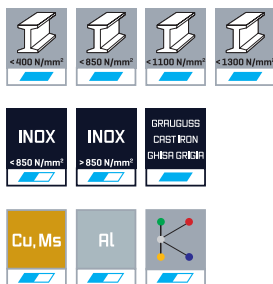 <400 N/mm² <850 N/mm² <1100 N/mm² <1300 N/mm²
INOX
<850 N/mm²
INOX
>850 N/mm²
GRAUGUSS
CAST IRON
GHISA GRIGIA
Cu, Ms
Al